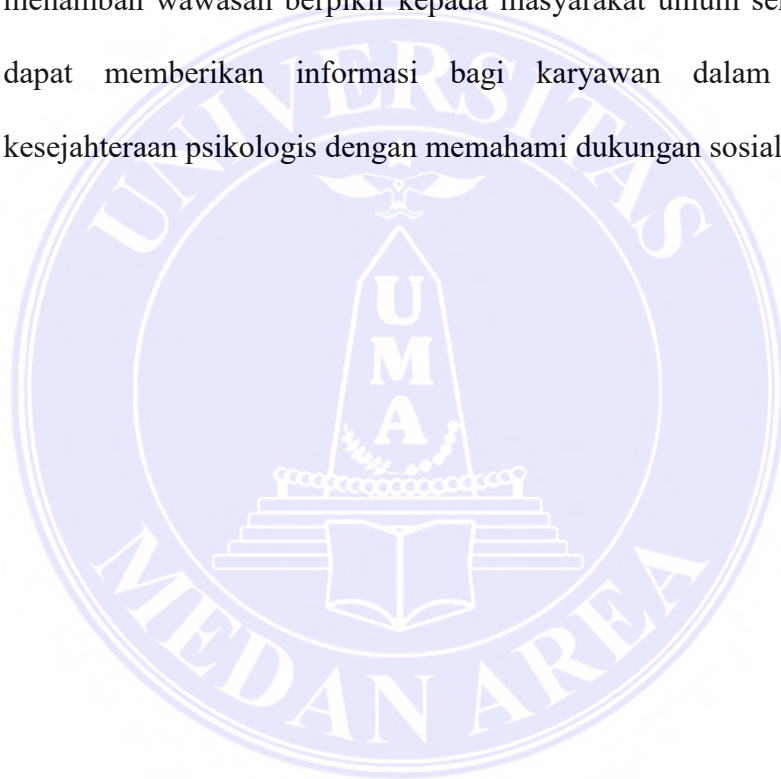 menambah wawasan berpikir kepada masyarakat umum
dapat memberikan informasi bagi karyawan dalam
kesejahteraan psikologis dengan memahami dukungan sosial
UNIVERSITAS
U
M
A
MEDAN AREA